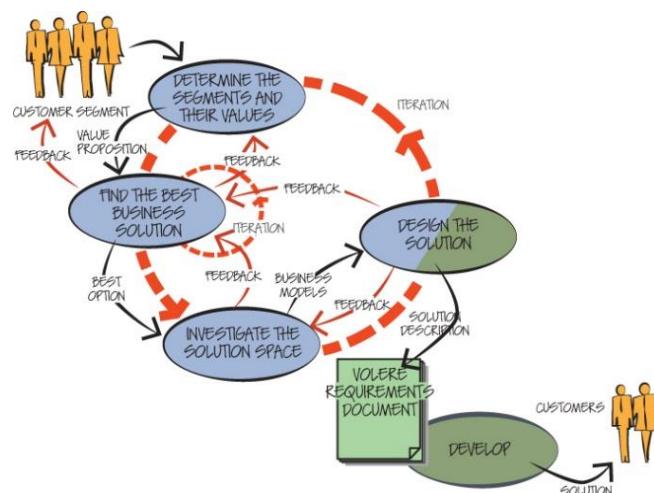 DETERMINE THE
SEGMENTS AND
THEIR VALUES
ITERATION
CUSTOMER SEGMENT
VALUE
PROPOSITION
FEEDBACK
FEEDBACK
FIND THE BEST
BUSINESS
SOLUTION
FEEDBACK
ITERATION
DESIGN THE
SOLUTION
BEST
OPTION
FEEDBACK
BUSINESS
MODELS
FEEDBACK
SOLUTION
DESCRIPTION
INVESTIGATE THE
SOLUTION SPACE
VOLERE
REQUIREMENTS
DOCUMENT
CUSTOMERS
DEVELOP
SOLUTION